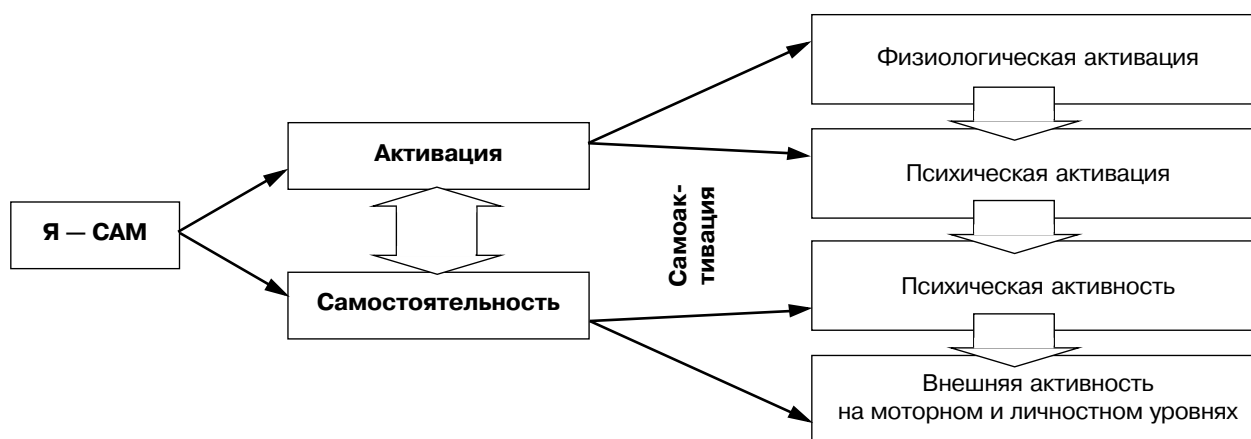 Я — САМ
Активация
Самостоятельность
Самоак-
тивация
Физиологическая активация
Психическая активация
Психическая активность
Внешняя активность
на моторном и личностном уровнях